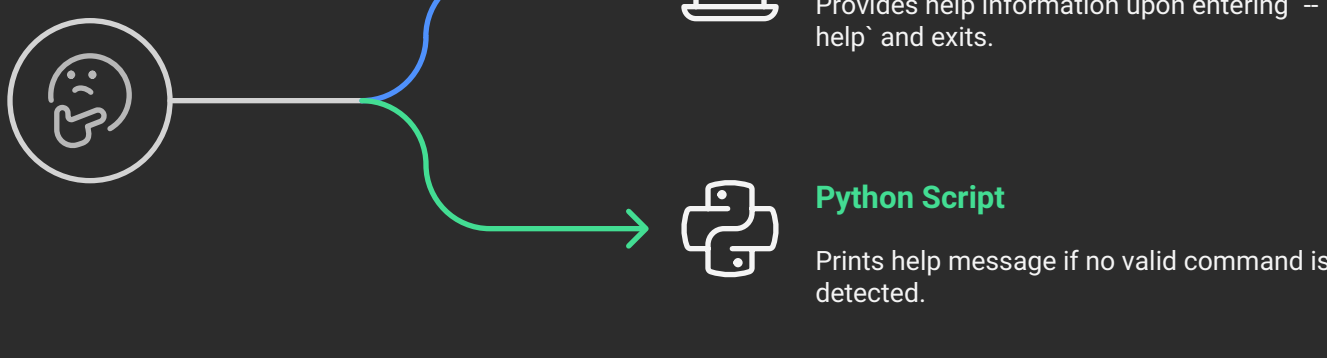 Provides help information upon entering `--
help` and exits.
Python Script
Prints help message if no valid command is
detected.